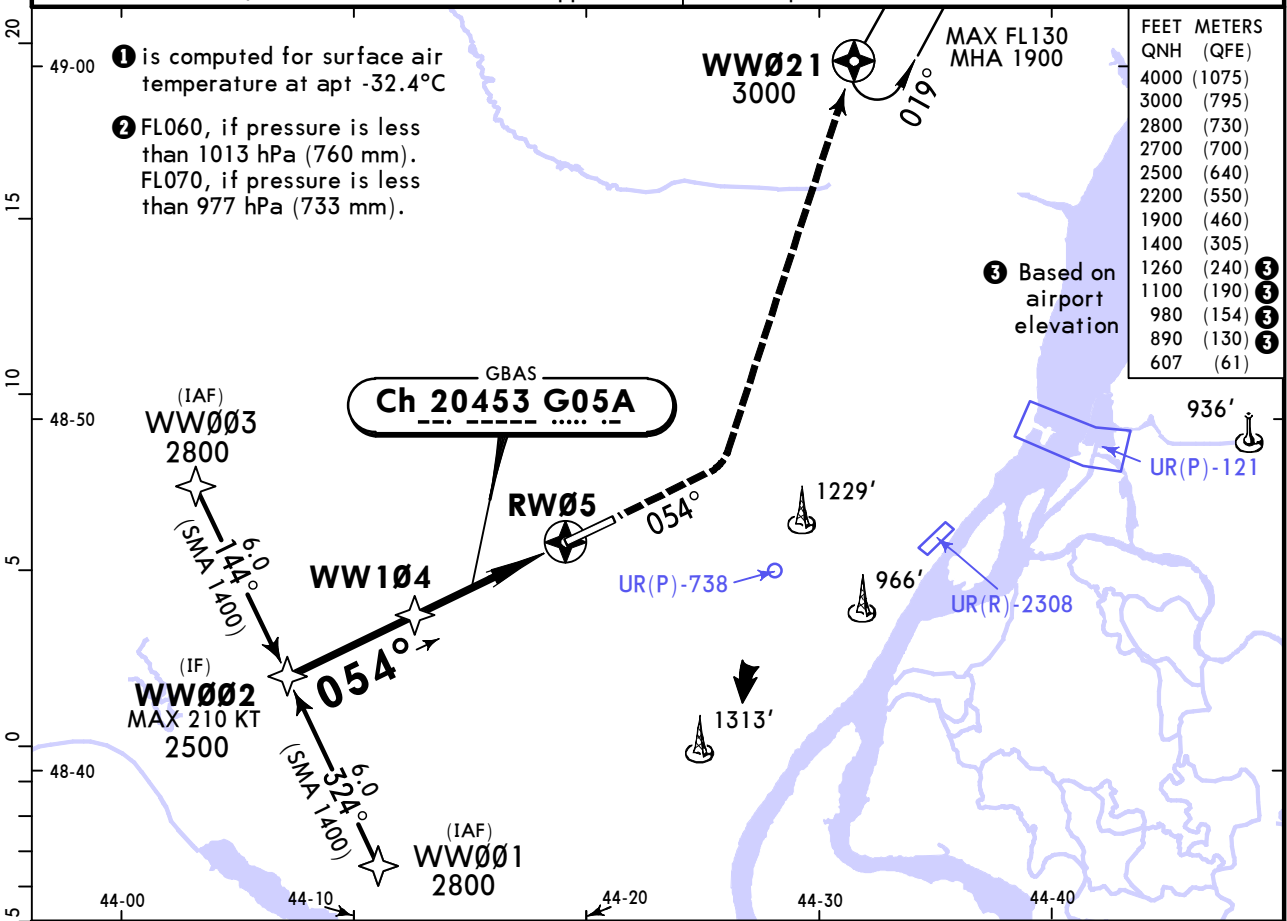 ❶ is computed for surface air
temperature at apt -32.4°C
❷ FL060, if pressure is less
than 1013 hPa (760 mm).
FL070, if pressure is less
than 977 hPa (733 mm).
WWØ21
3000
MAX FL130
MHA 1900
019°
FEET METERS
QNH (QFE)
4000 (1075)
3000 (795)
2800 (730)
2700 (700)
2500 (640)
2200 (550)
1900 (460)
1400 (305)
1260 (240) ❸
1100 (190) ❸
980 (154) ❸
890 (130) ❸
607 (61)
❸ Based on
airport
elevation
20
49-00
15
10
48-50
5
0
48-40
5
GBAS
Ch 20453 G05A
(IAF)
WWØØ3
2800
6.0
144°
(SMA 1400)
RWØ5
054°
WW1Ø4
054°
(IF)
WWØØ2
MAX 210 KT
2500
6.0
324°
(SMA 1400)
(IAF)
WWØØ1
2800
936'
UR(P)-121
1229'
UR(P)-738
966'
UR(R)-2308
1313'
44-00
44-10
44-20
44-30
44-40